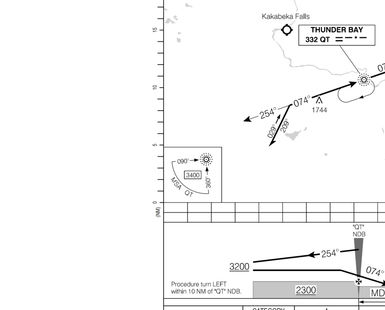 Kakabeka Falls
THUNDER BAY
332 QT
15
10
5
0
(NM)
074°
254°
1744
029°
209°
090°
3400
360°
MSA QT
"QT"
NDB
254°
3200
074°
Procedure turn LEFT
within 10 NM of "QT" NDB.
2300
MD
CATEGORY
A